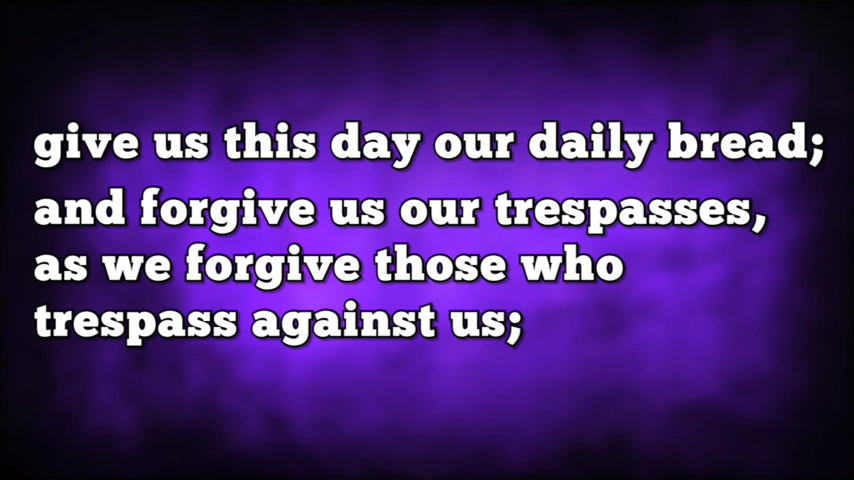 give us this day our daily bread;
and forgive us our trespasses,
as we forgive those who
trespass against us;